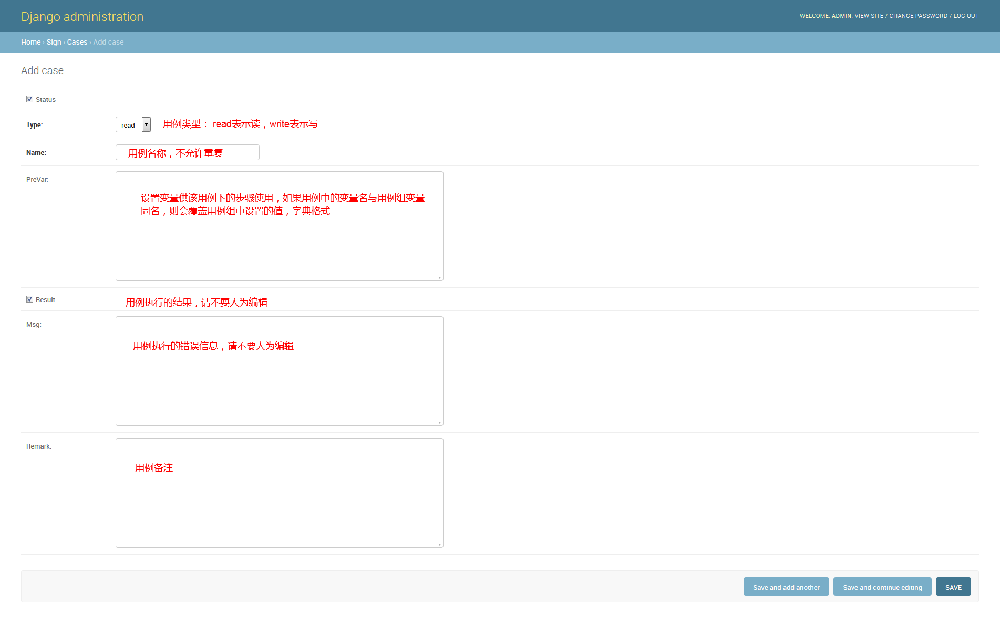 Django administration
WELCOME, ADMIN. VIEW SITE / CHANGE PASSWORD / LOG OUT
Home › Sign › Cases › Add case
Add case
Status
Type: read 用例类型： read表示读，write表示写
Name: 用例名称，不允许重复
PreVar:
设置变量供该用例下的步骤使用，如果用例中的变量名与用例组变量
同名，则会覆盖用例组中设置的值，字典格式
Result 用例执行的结果，请不要人为编辑
Msg:
用例执行的错误信息，请不要人为编辑
Remark:
用例备注
Save and add another Save and continue editing SAVE